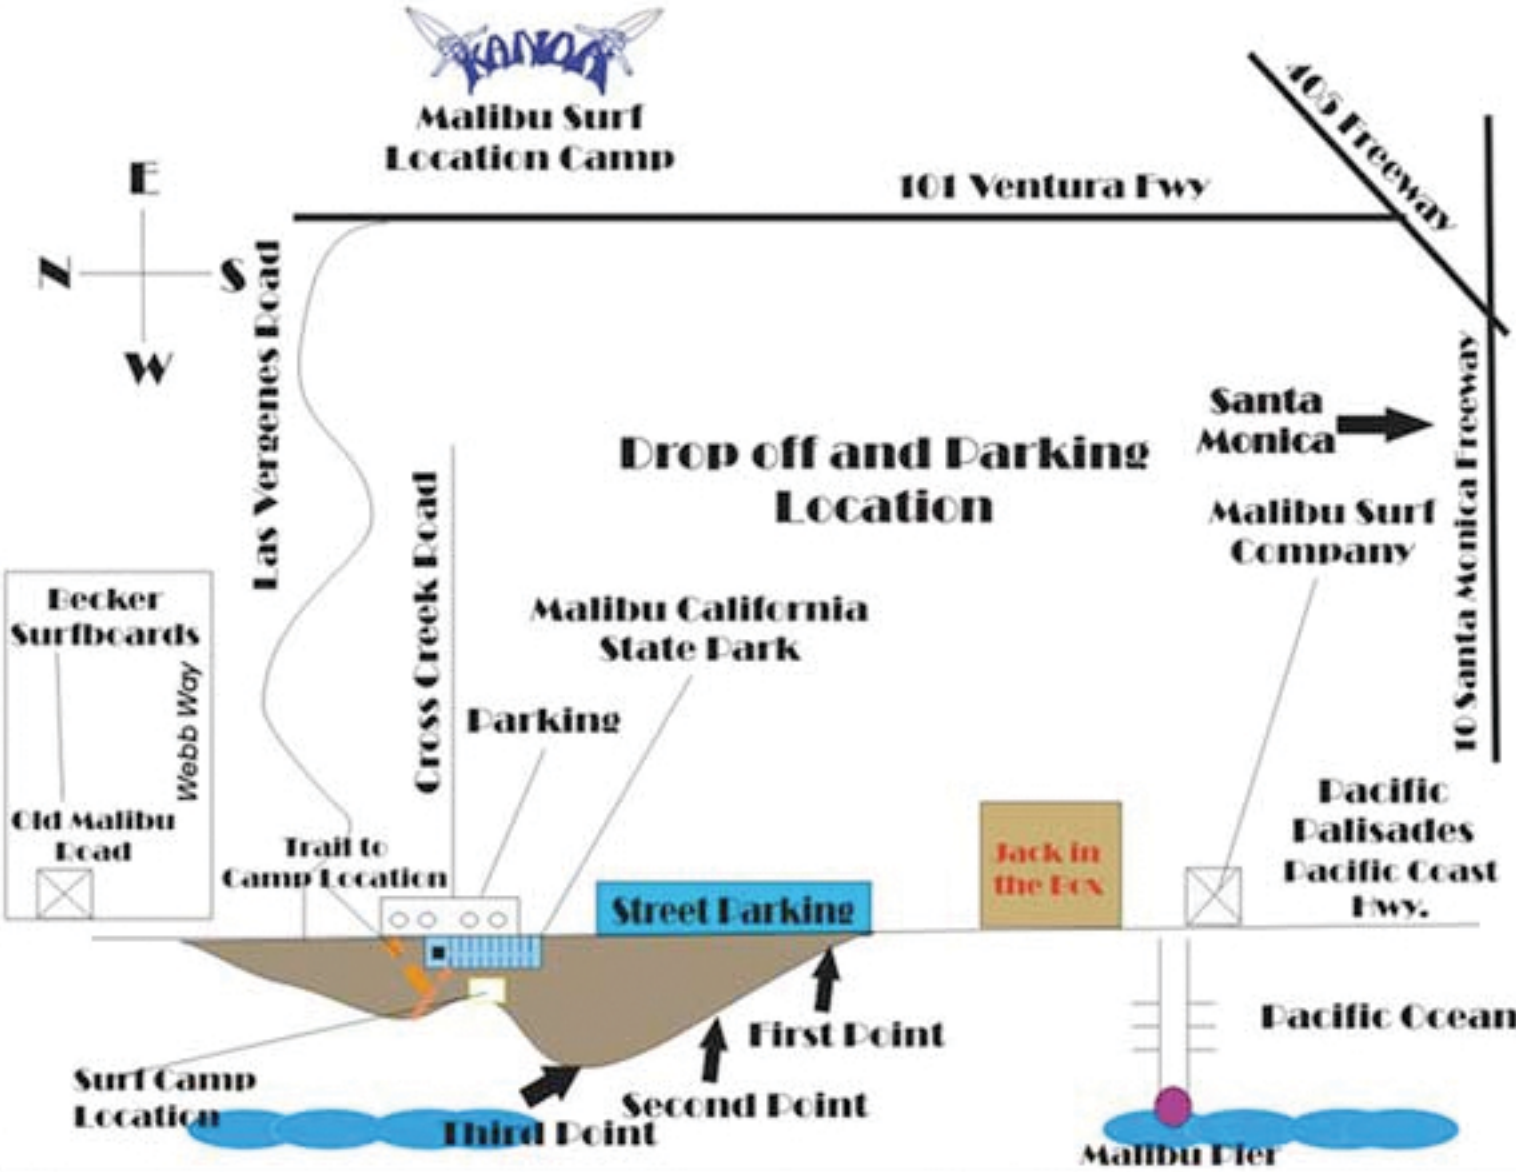 KANOA
Malibu Surf
Location Camp
405 Freeway
101 Ventura Fwy
E
N
S
W
Las Vergenes Road
Santa
Monica
10 Santa Monica Freeway
Drop off and Parking
Location
Cross Creek Road
Malibu Surf
Company
Becker
Surfboards
Webb Way
Malibu California
State Park
Parking
Old Malibu
Road
Trail to
Camp Location
Street Parking
Jack in
the Box
Pacific
Palisades
Pacific Coast
Hwy.
First Point
Pacific Ocean
Surf Camp
Location
Second Point
Third Point
Malibu Pier